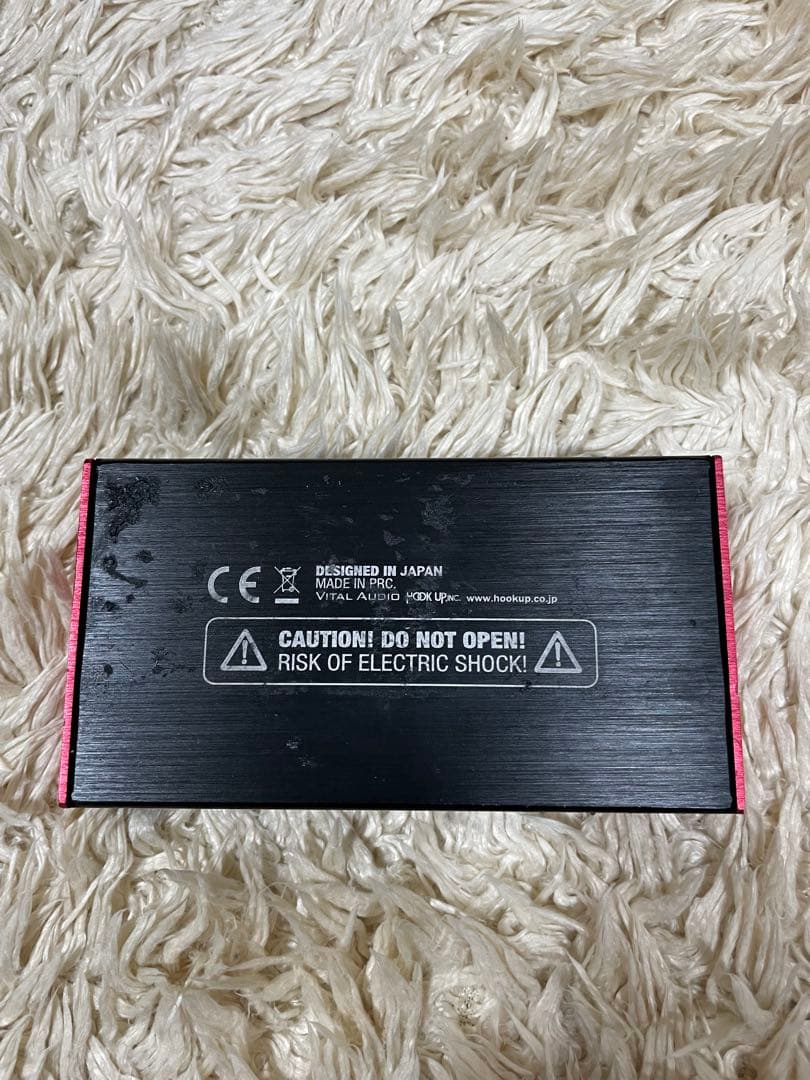 CE DESIGNED IN JAPAN
MADE IN PRC.
VITAL AUDIO HOOK UP,INC. www.hookup.co.jp
CAUTION! DO NOT OPEN!
RISK OF ELECTRIC SHOCK!